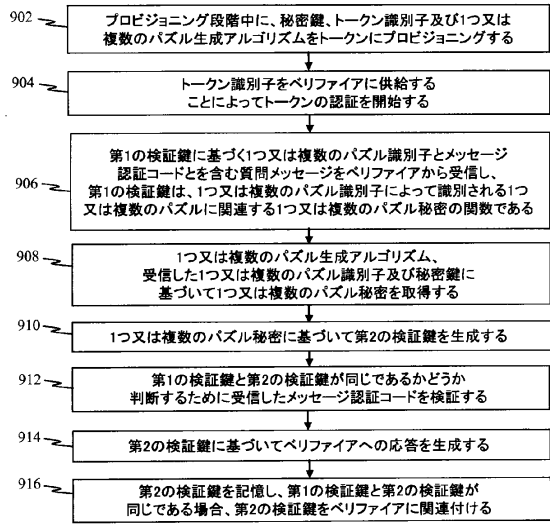 902
プロビジョニング段階中に、秘密鍵、トークン識別子及び1つ又は
複数のパズル生成アルゴリズムをトークンにプロビジョニングする
904
トークン識別子をベリファイアに供給する
ことによってトークンの認証を開始する
906
第1の検証鍵に基づく1つ又は複数のパズル識別子とメッセージ
認証コードとを含む質問メッセージをベリファイアから受信し、
第1の検証鍵は、1つ又は複数のパズル識別子によって識別される1つ
又は複数のパズルに関連する1つ又は複数のパズル秘密の関数である
908
1つ又は複数のパズル生成アルゴリズム、
受信した1つ又は複数のパズル識別子及び秘密鍵に
基づいて1つ又は複数のパズル秘密を取得する
910
1つ又は複数のパズル秘密に基づいて第2の検証鍵を生成する
912
第1の検証鍵と第2の検証鍵が同じであるかどうか
判断するために受信したメッセージ認証コードを検証する
914
第2の検証鍵に基づいてベリファイアへの応答を生成する
916
第2の検証鍵を記憶し、第1の検証鍵と第2の検証鍵が
同じである場合、第2の検証鍵をベリファイアに関連付ける